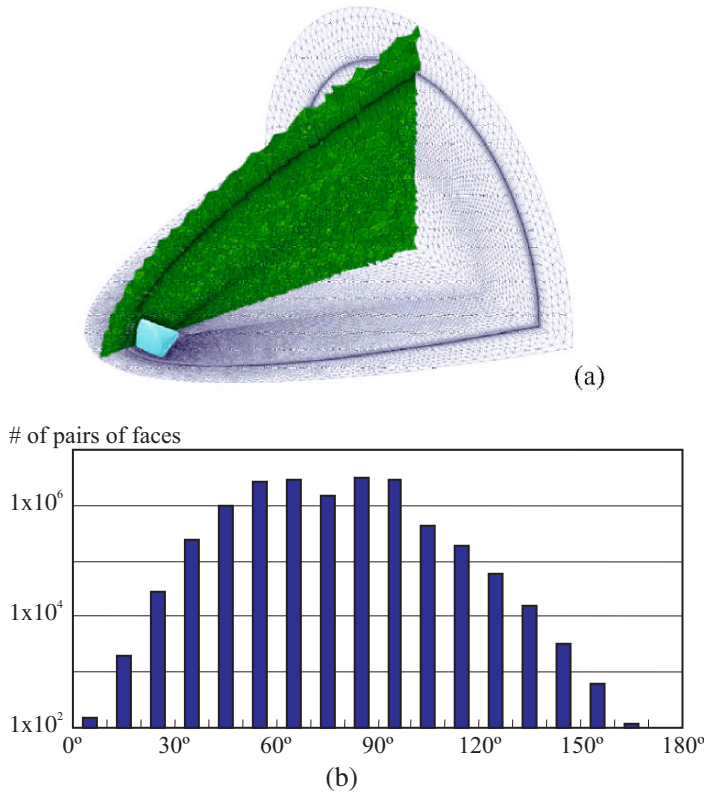 (a)
# of pairs of faces
1x10⁶
1x10⁴
1x10²
0º 30º 60º 90º 120º 150º 180º
(b)